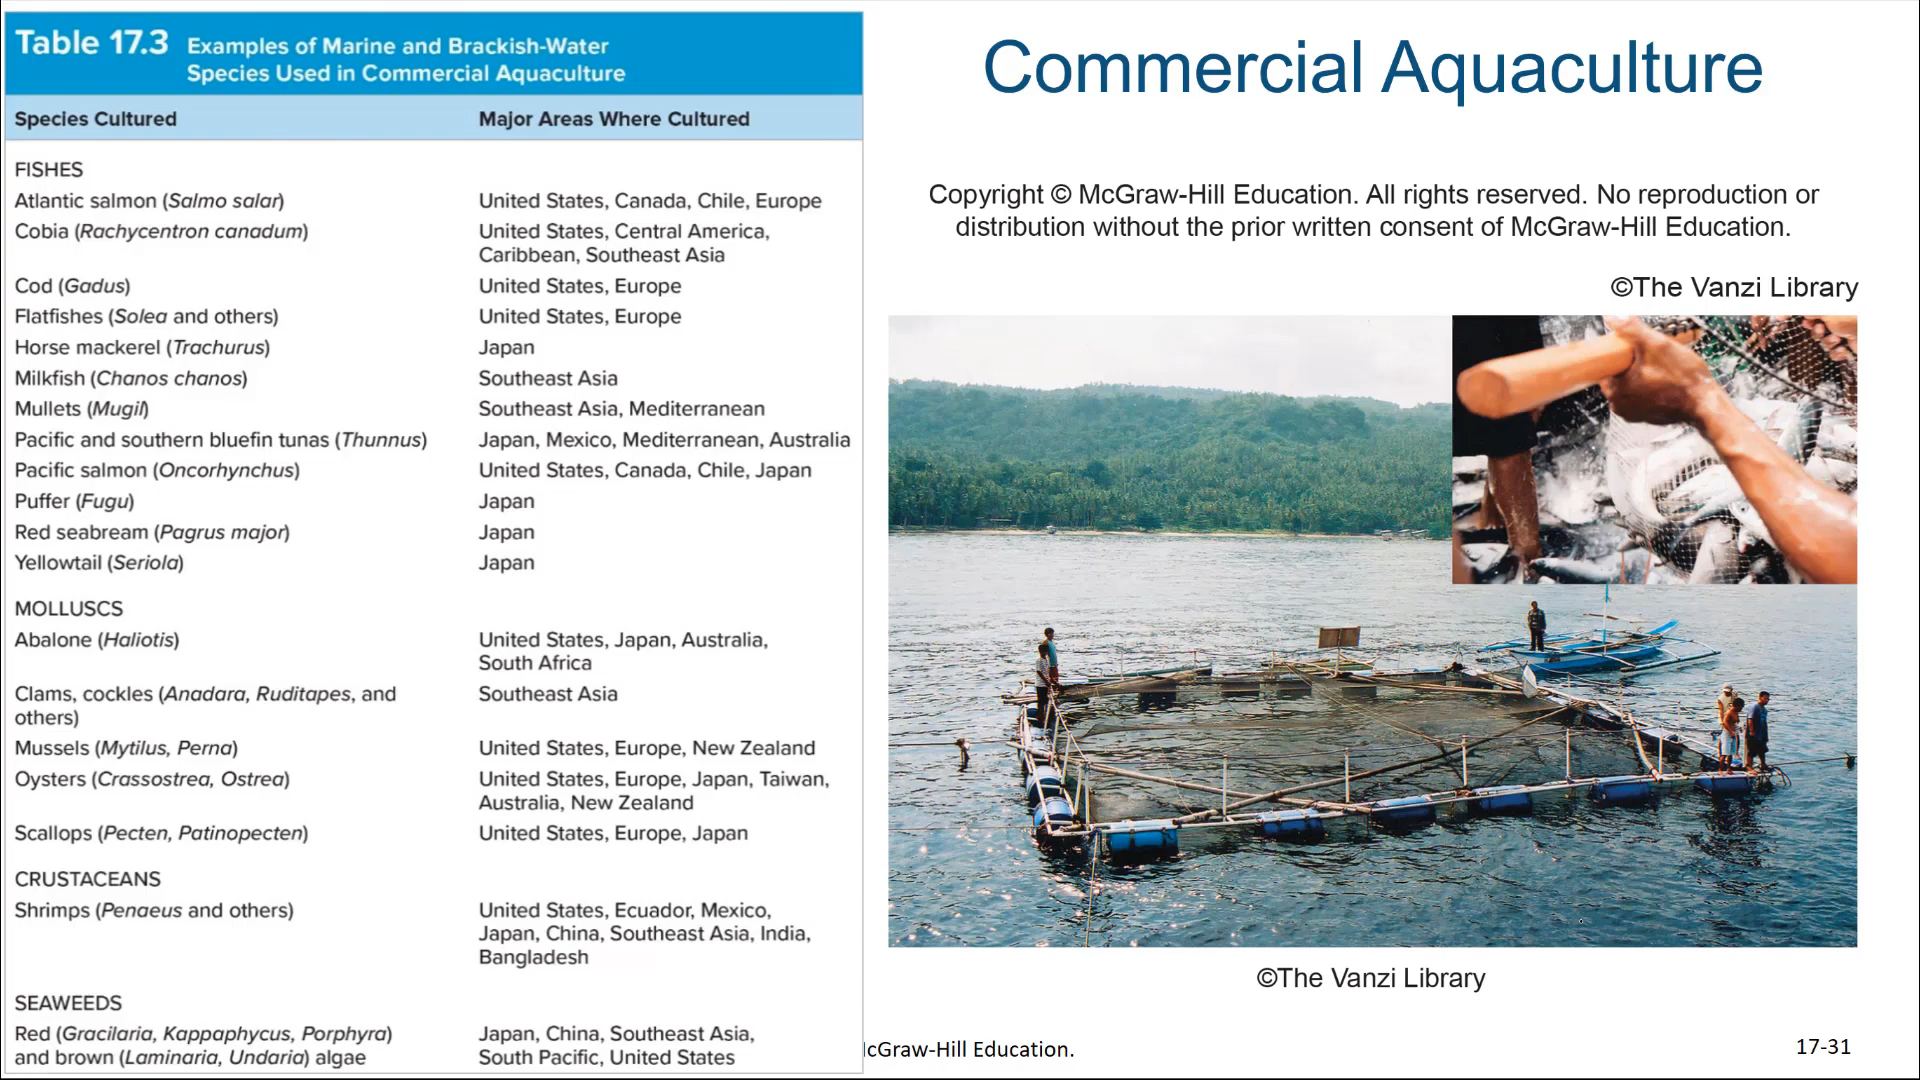 Table 17.3 Examples of Marine and Brackish-Water
Species Used in Commercial Aquaculture
Species Cultured Major Areas Where Cultured
FISHES
Atlantic salmon (Salmo salar) United States, Canada, Chile, Europe
Cobia (Rachycentron canadum) United States, Central America,
Caribbean, Southeast Asia
Cod (Gadus) United States, Europe
Flatfishes (Solea and others) United States, Europe
Horse mackerel (Trachurus) Japan
Milkfish (Chanos chanos) Southeast Asia
Mullets (Mugil) Southeast Asia, Mediterranean
Pacific and southern bluefin tunas (Thunnus) Japan, Mexico, Mediterranean, Australia
Pacific salmon (Oncorhynchus) United States, Canada, Chile, Japan
Puffer (Fugu) Japan
Red seabream (Pagrus major) Japan
Yellowtail (Seriola) Japan
MOLLUSCS
Abalone (Haliotis) United States, Japan, Australia,
South Africa
Clams, cockles (Anadara, Ruditapes, and Southeast Asia
others)
Mussels (Mytilus, Perna) United States, Europe, New Zealand
Oysters (Crassostrea, Ostrea) United States, Europe, Japan, Taiwan,
Australia, New Zealand
Scallops (Pecten, Patinopecten) United States, Europe, Japan
CRUSTACEANS
Shrimps (Penaeus and others) United States, Ecuador, Mexico,
Japan, China, Southeast Asia, India,
Bangladesh
SEAWEEDS
Red (Gracilaria, Kappaphycus, Porphyra) Japan, China, Southeast Asia,
and brown (Laminaria, Undaria) algae South Pacific, United States
Commercial Aquaculture
Copyright © McGraw-Hill Education. All rights reserved. No reproduction or
distribution without the prior written consent of McGraw-Hill Education.
©The Vanzi Library
©The Vanzi Library
cGraw-Hill Education.
17-31